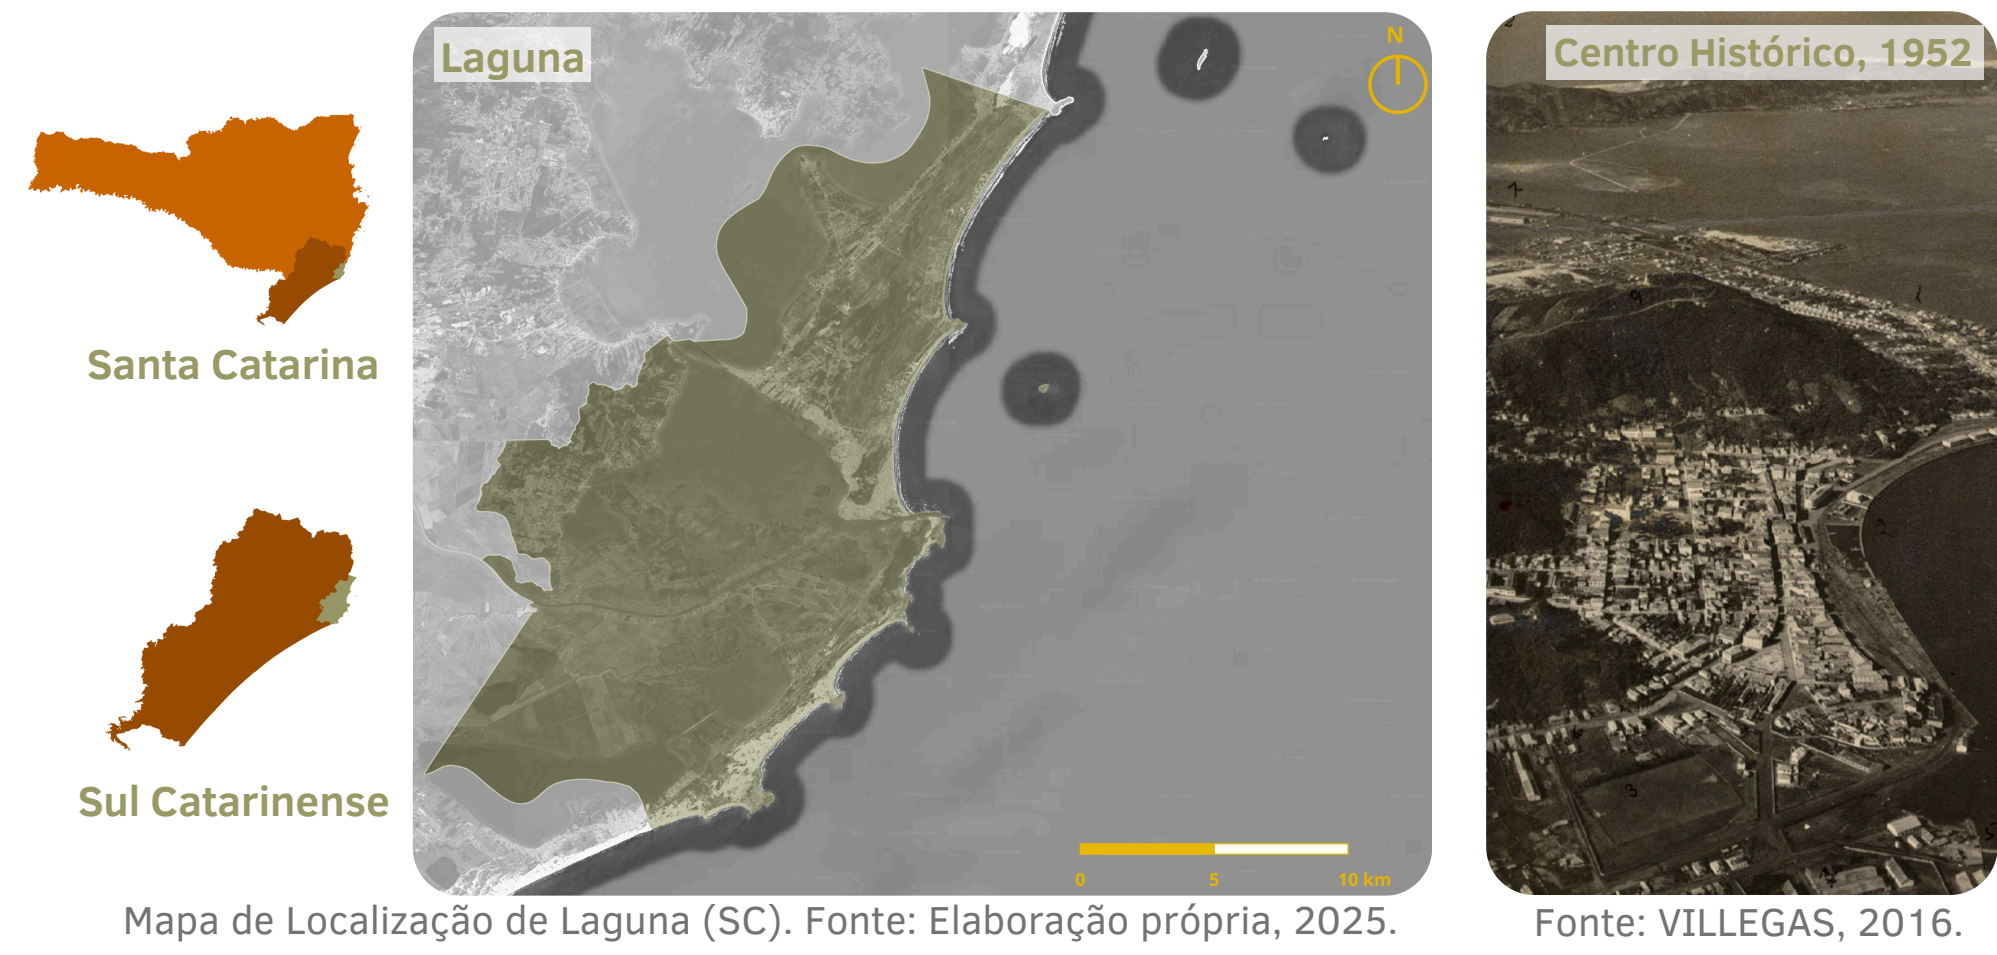 Laguna
N
Centro Histórico, 1952
Santa Catarina
Sul Catarinense
0 5 10 km
Mapa de Localização de Laguna (SC). Fonte: Elaboração própria, 2025.
Fonte: VILLEGAS, 2016.